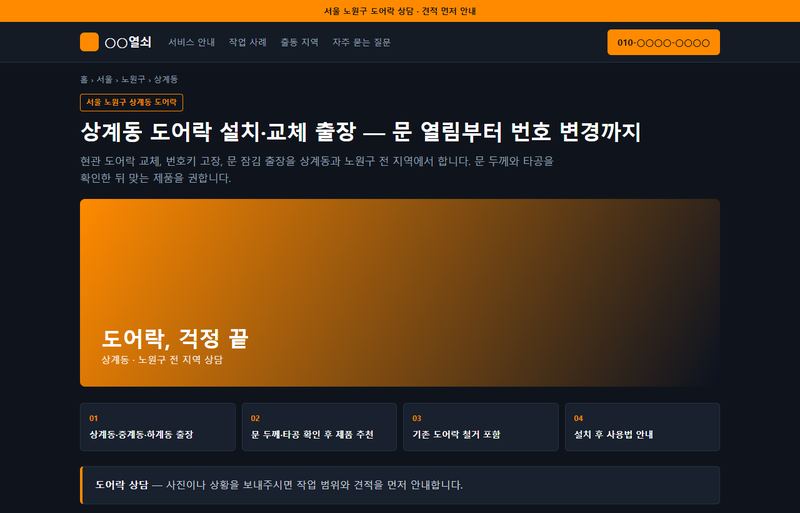 서울 노원구 도어락 상담 · 견적 먼저 안내
○○열쇠
서비스 안내 작업 사례 출동 지역 자주 묻는 질문
010-○○○○-○○○○
홈 › 서울 › 노원구 › 상계동
서울 노원구 상계동 도어락
상계동 도어락 설치·교체 출장 — 문 열림부터 번호 변경까지
현관 도어락 교체, 번호키 고장, 문 잠김 출장을 상계동과 노원구 전 지역에서 합니다. 문 두께와 타공을
확인한 뒤 맞는 제품을 권합니다.
도어락, 걱정 끝
상계동 · 노원구 전 지역 상담
01
상계동·중계동·하계동 출장
02
문 두께·타공 확인 후 제품 추천
03
기존 도어락 철거 포함
04
설치 후 사용법 안내
도어락 상담 — 사진이나 상황을 보내주시면 작업 범위와 견적을 먼저 안내합니다.